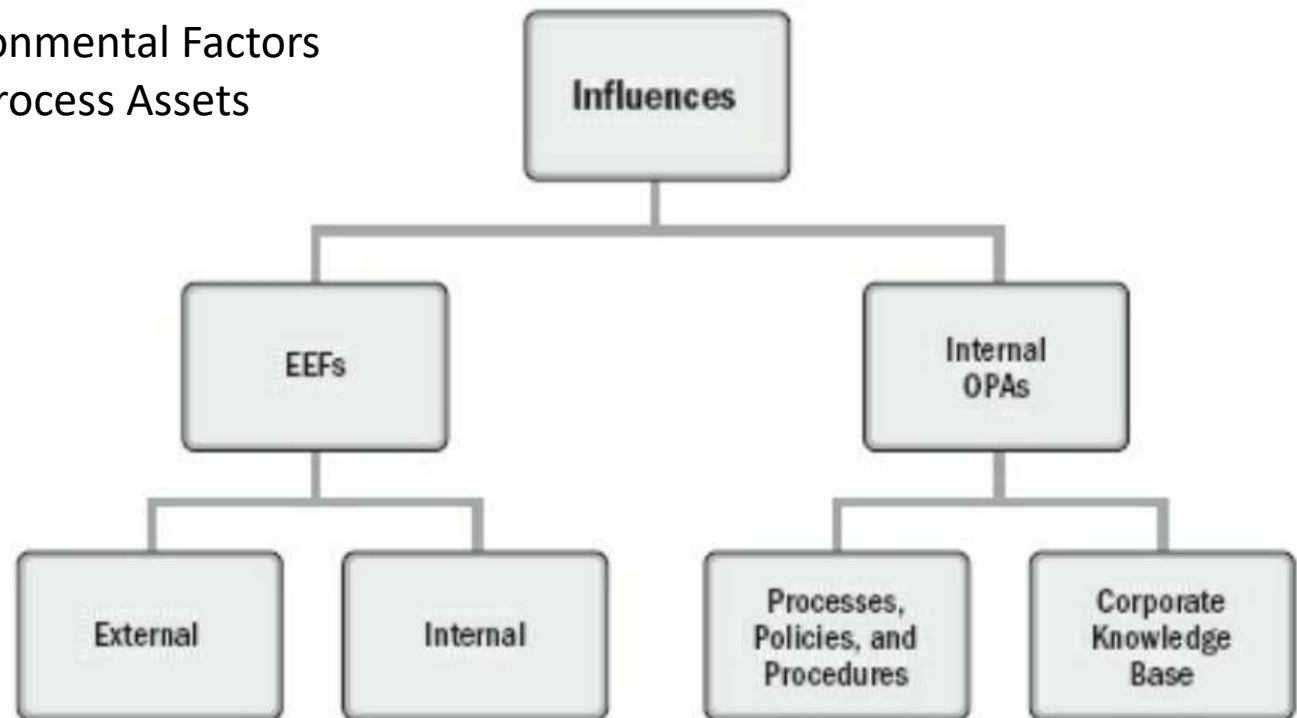 onmental Factors
rocess Assets
Influences
EEFs
Internal
OPAs
External
Internal
Processes,
Policies, and
Procedures
Corporate
Knowledge
Base